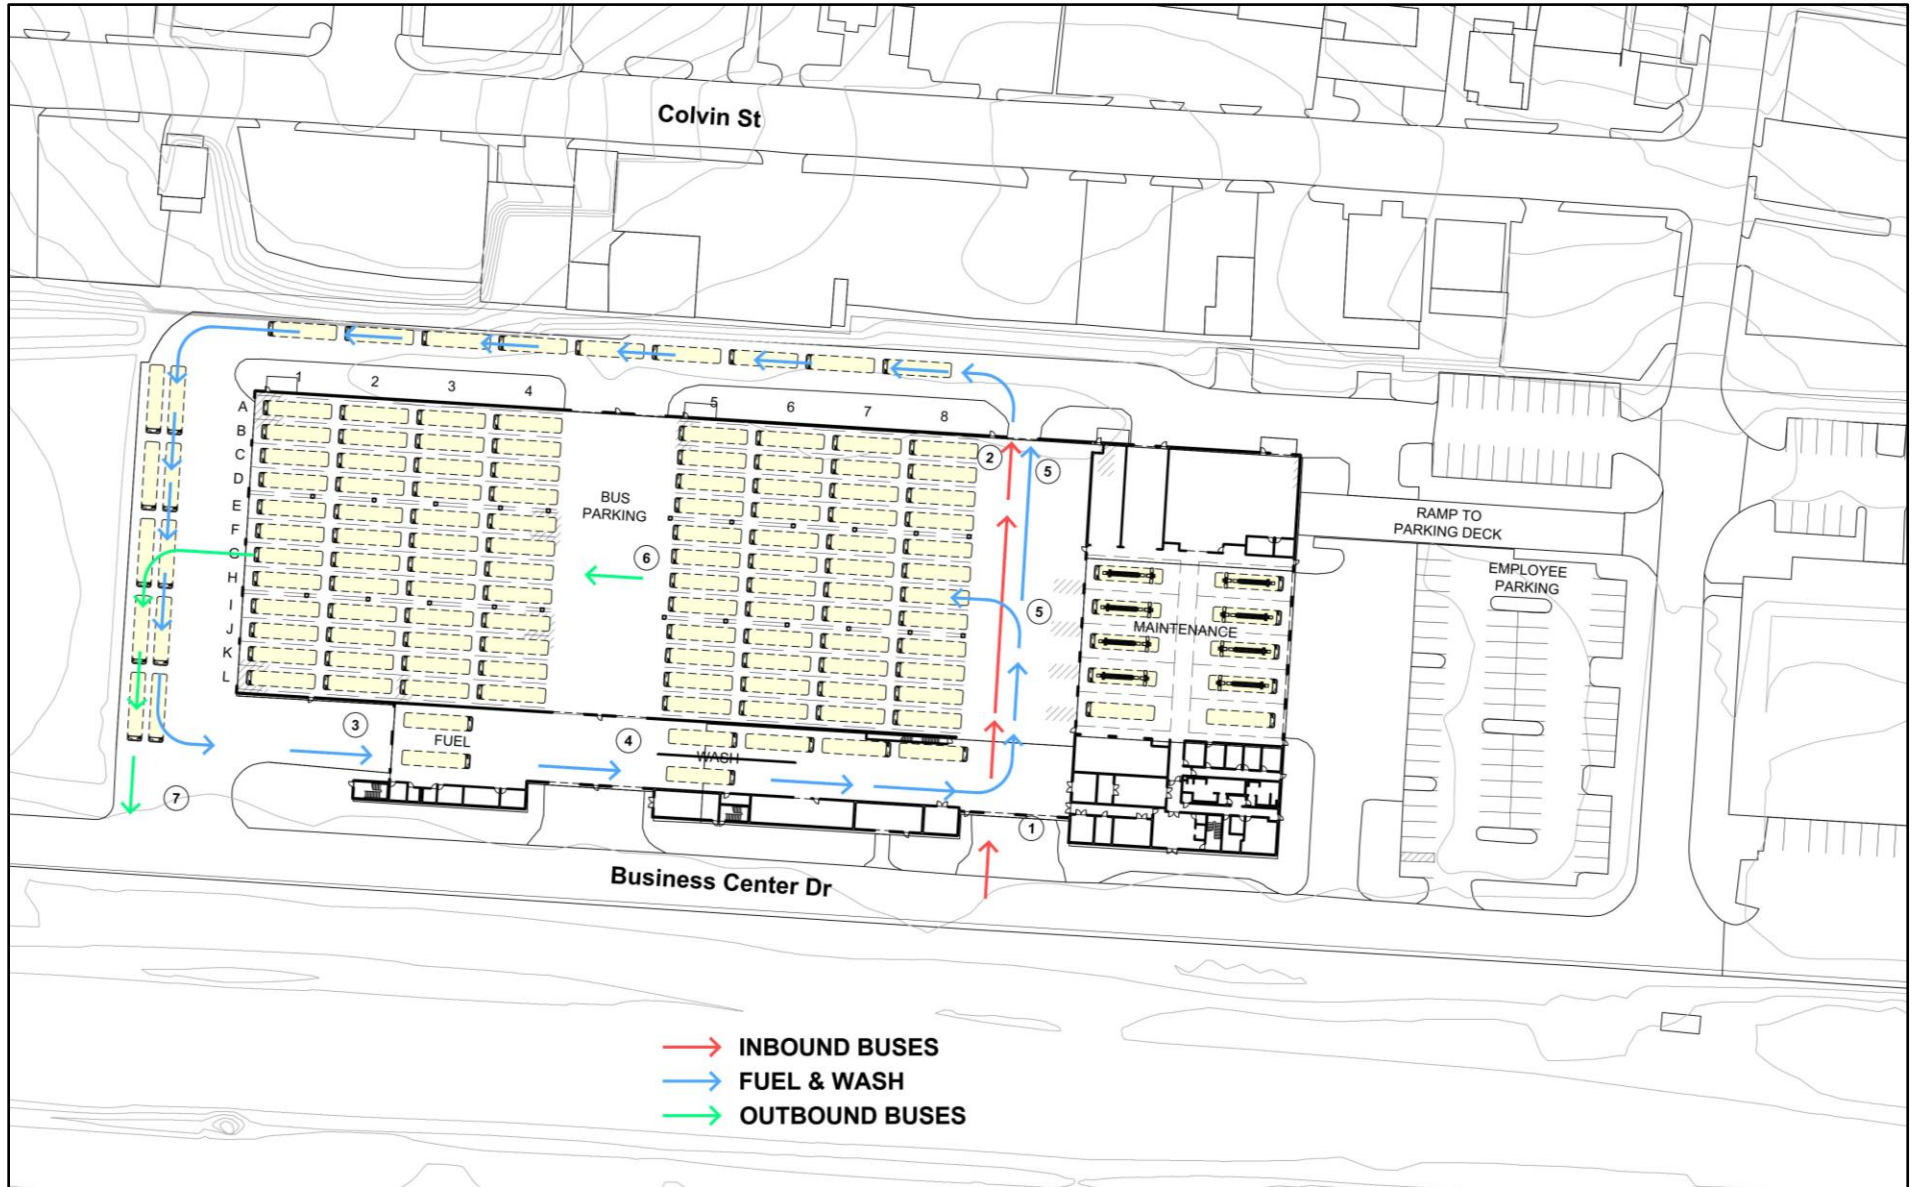 Colvin St
1
2
3
4
5
6
7
8
A
B
C
D
E
F
G
H
I
J
K
L
BUS
PARKING
2
5
6
5
RAMP TO
PARKING DECK
EMPLOYEE
PARKING
MAINTENANCE
3
FUEL
4
WASH
7
1
Business Center Dr
INBOUND BUSES
FUEL & WASH
OUTBOUND BUSES